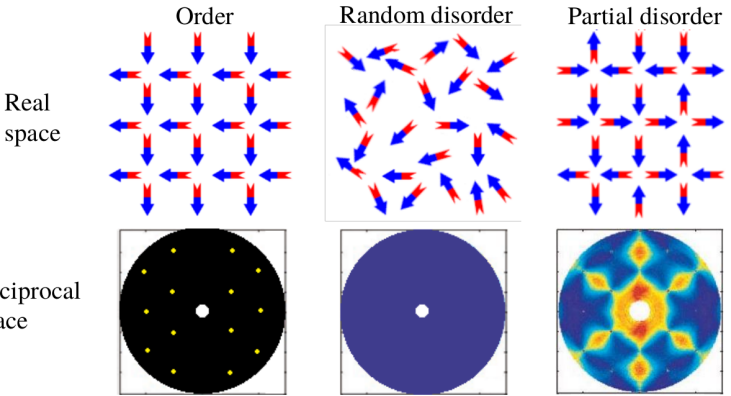 Order
Random disorder
Partial disorder
Real
space
ciprocal
ace